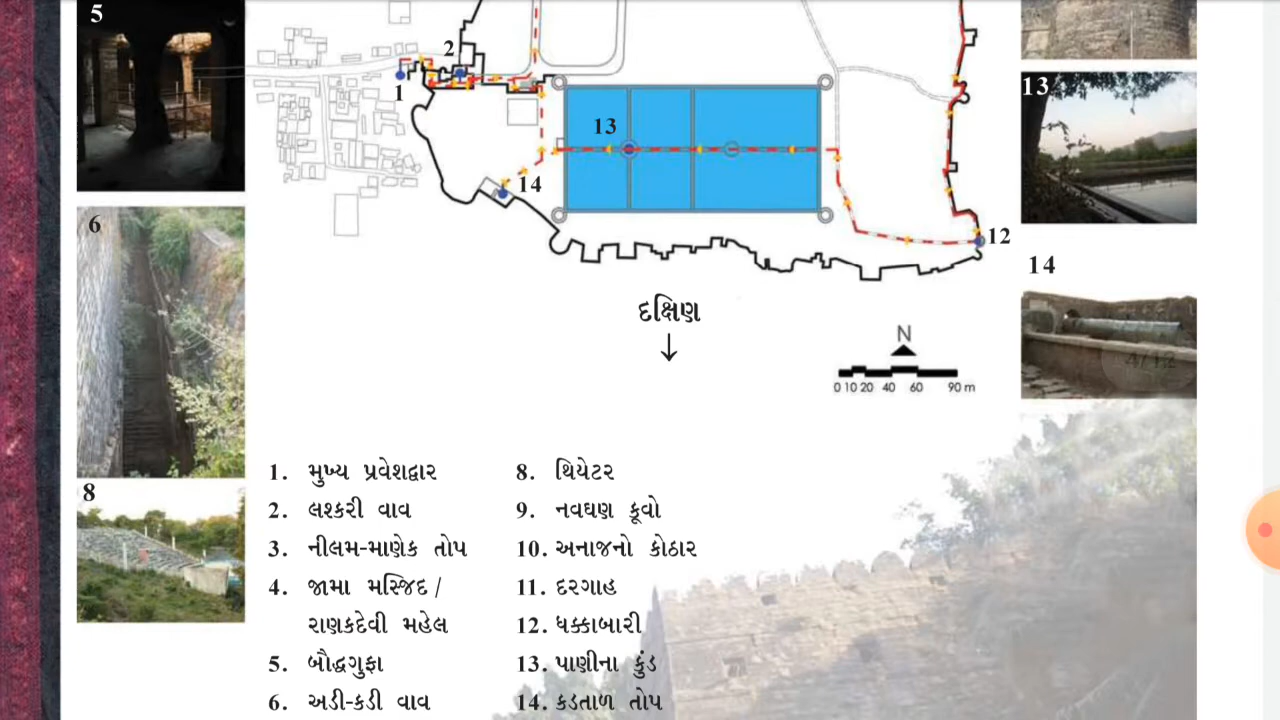 5
2
1
13
13
14
12
6
14
દક્ષિણ
↓
N
0 10 20 40 60 90 m
4/12
8
1. મુખ્ય પ્રવેશદ્વાર
2. લશ્કરી વાવ
3. નીલમ-માણેક તોપ
4. જામા મસ્જિદ /
રાણકદેવી મહેલ
5. બૌદ્ધગુફા
6. અડી-કડી વાવ
8. થિયેટર
9. નવઘણ કૂવો
10. અનાજનો કોઠાર
11. દરગાહ
12. ધક્કાબારી
13. પાણીના કુંડ
14. કડતાળ તોપ